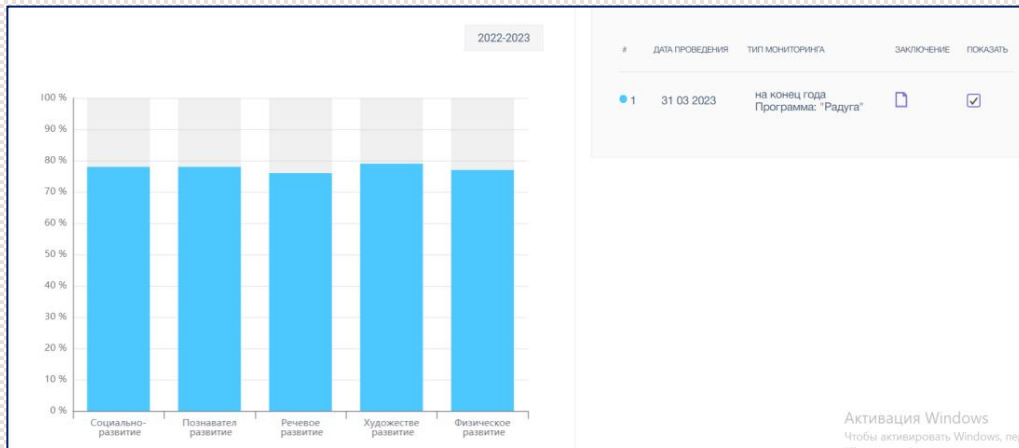 2022-2023
100 %
90 %
80 %
70 %
60 %
50 %
40 %
30 %
20 %
10 %
0 %
Социально-
развитие
Познавател
развитие
Речевое
развитие
Художестве
развитие
Физическое
развитие
# ДАТА ПРОВЕДЕНИЯ ТИП МОНИТОРИНГА ЗАКЛЮЧЕНИЕ ПОКАЗАТЬ
1 31 03 2023 на конец года
Программа: "Радуга"
Активация Windows
Чтобы активировать Windows, пе